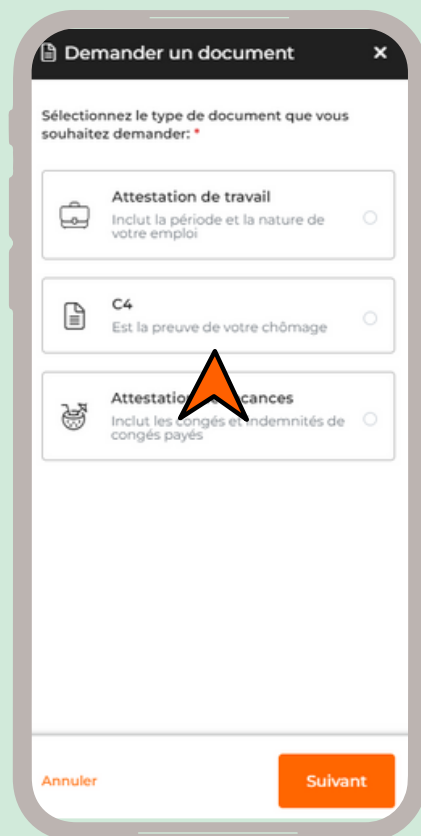 Demander un document
Sélectionnez le type de document que vous
souhaitez demander: *
Attestation de travail
Inclut la période et la nature de
votre emploi
C4
Est la preuve de votre chômage
Attestation cances
Inclut les congés et indemnités de
congés payés
Annuler
Suivant